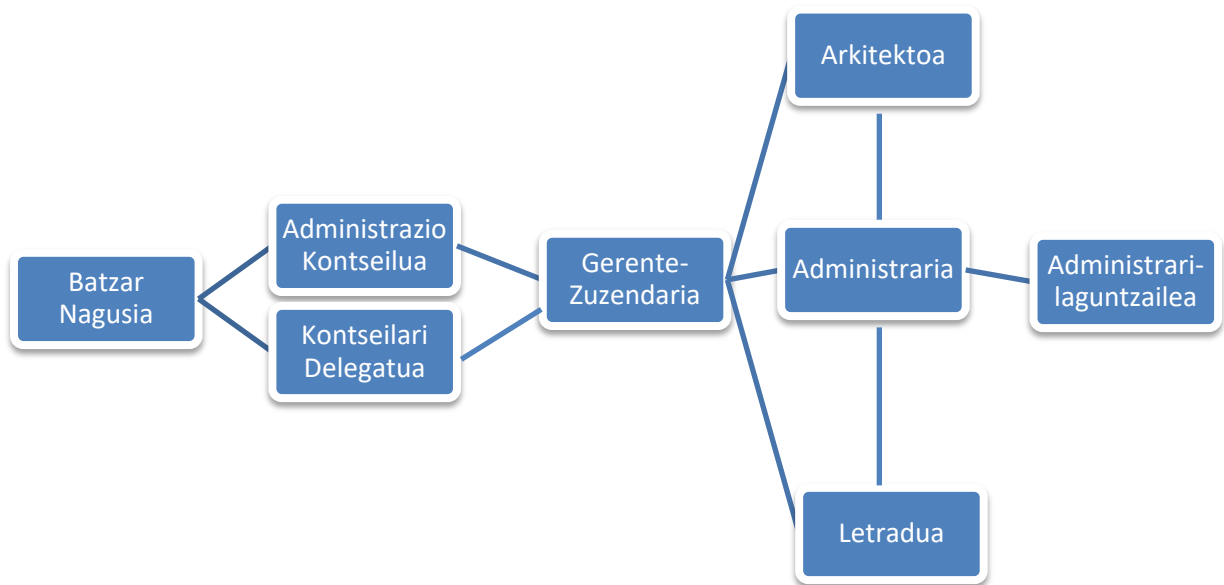 Arkitektoa
Administrazio
Kontseilua
Batzar
Nagusia
Kontseilari
Delegatua
Gerente-
Zuzendaria
Administraria
Administrari-
laguntzailea
Letradua